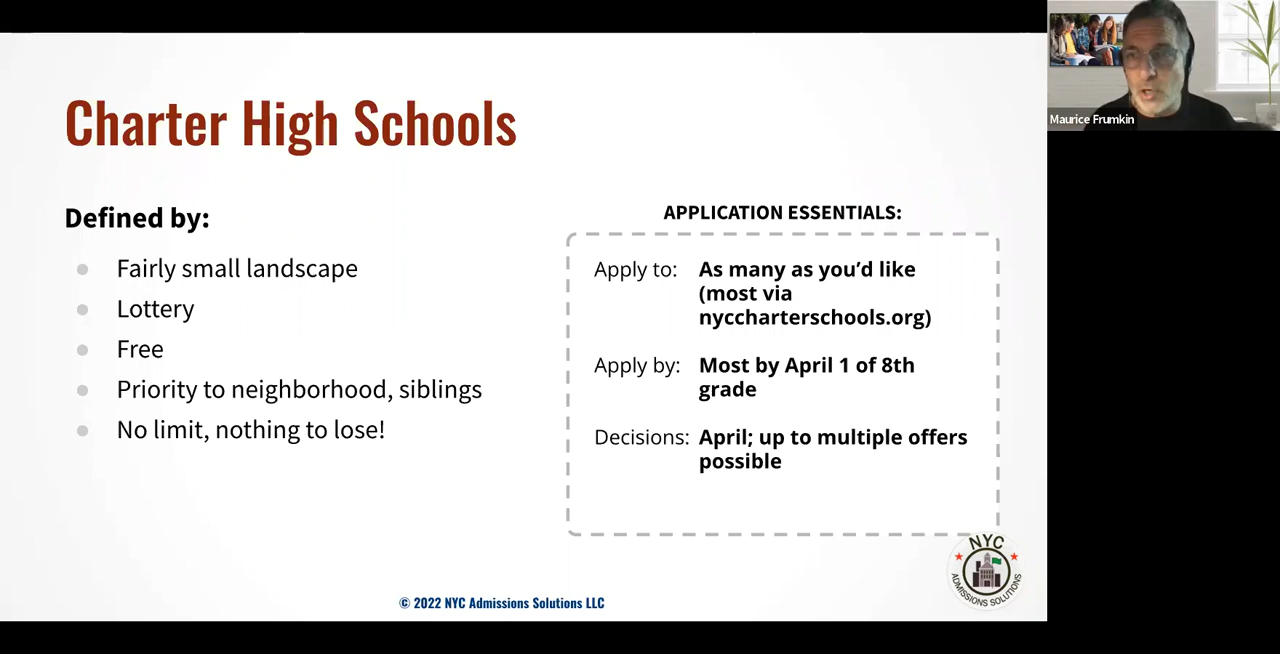 Charter High Schools
Defined by:
Fairly small landscape
Lottery
Free
Priority to neighborhood, siblings
No limit, nothing to lose!
APPLICATION ESSENTIALS:
Apply to: As many as you’d like
(most via
nyccharterschools.org)
Apply by: Most by April 1 of 8th
grade
Decisions: April; up to multiple offers
possible
NYC
ADMISSIONS SOLUTIONS
© 2022 NYC Admissions Solutions LLC
Maurice Frumkin